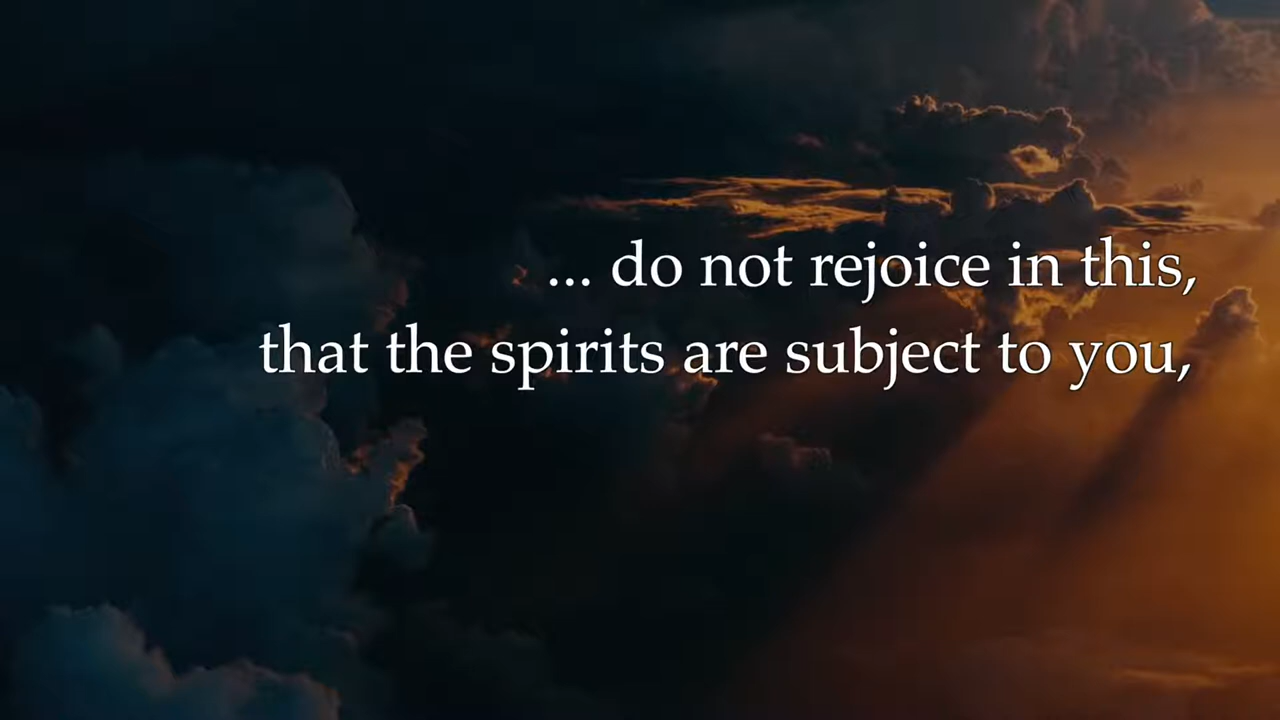 ... do not rejoice in this,
that the spirits are subject to you,